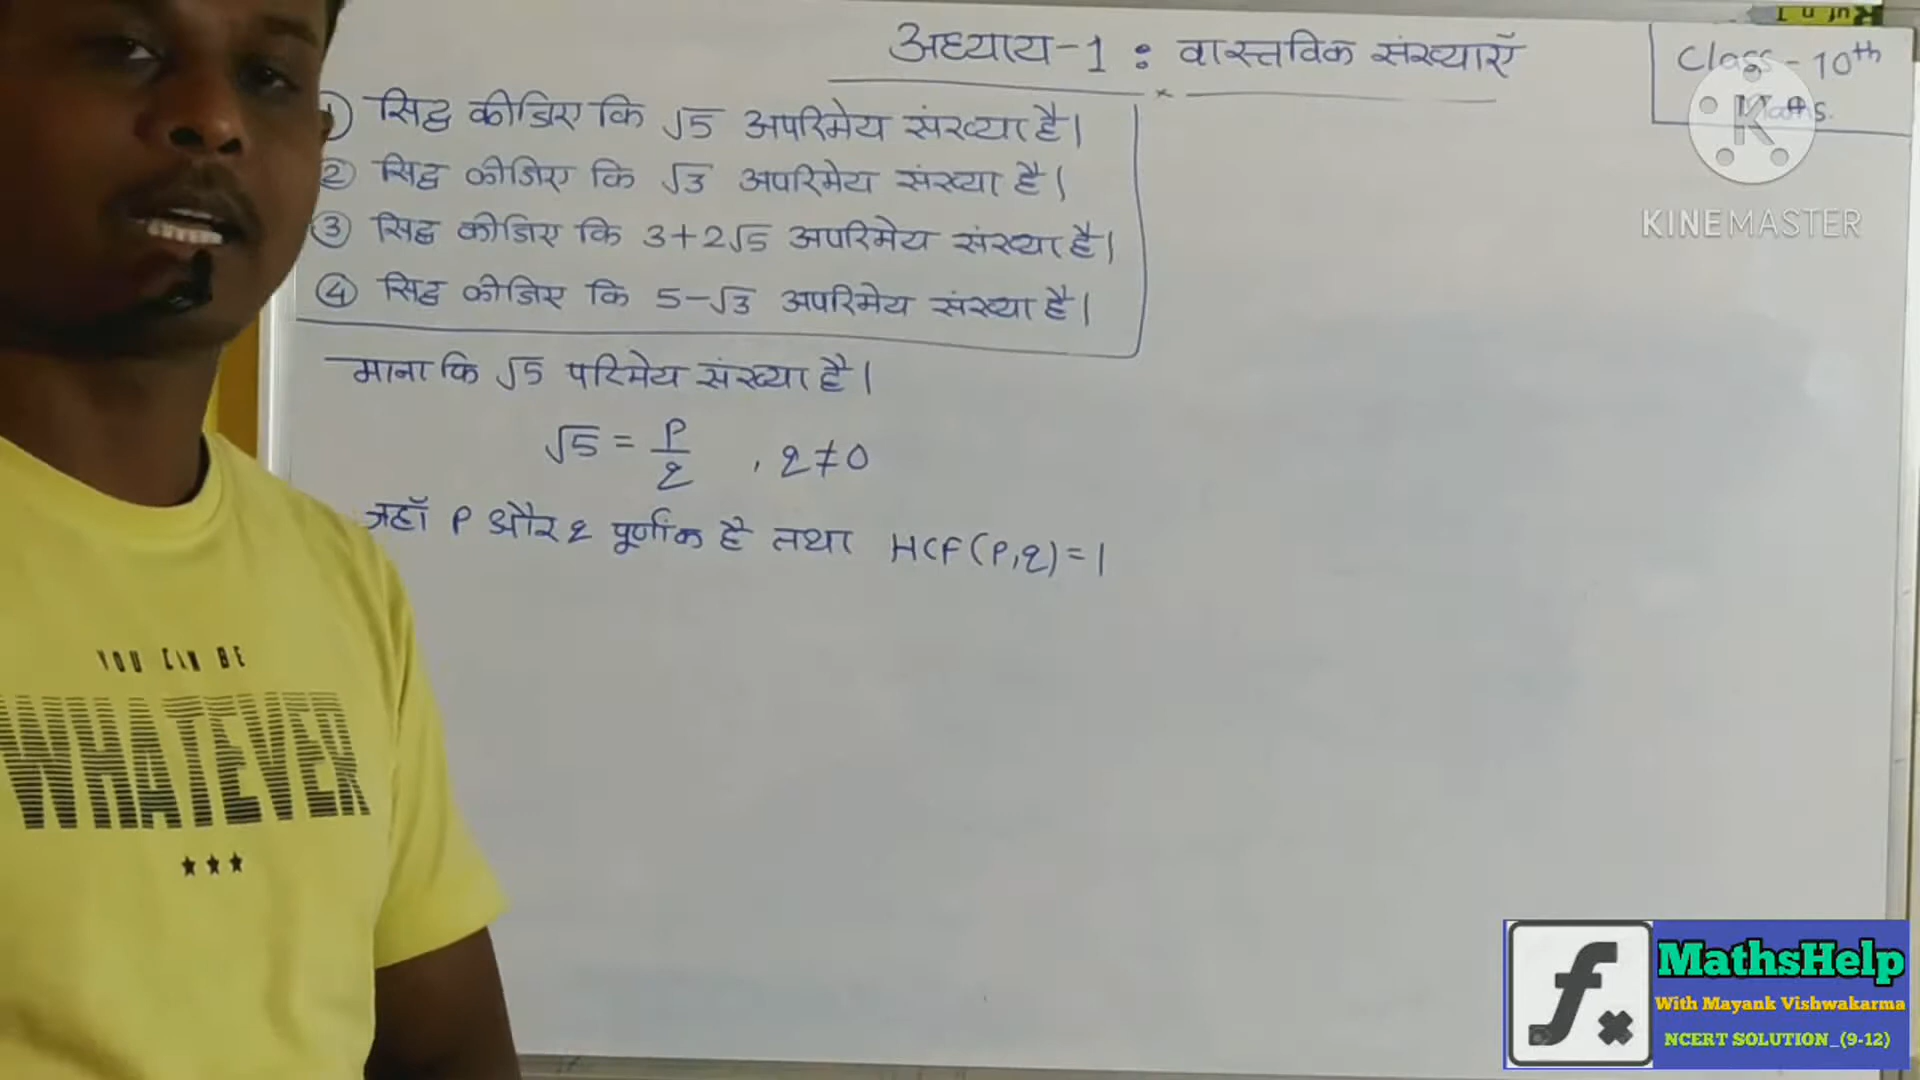 अध्याय-1 : वास्तविक संख्याएँ
Class - 10th
Maths.
① सिद्ध कीजिए कि √5 अपरिमेय संख्या है।
② सिद्ध कीजिए कि √3 अपरिमेय संख्या है।
③ सिद्ध कीजिए कि 3+2√5 अपरिमेय संख्या है।
④ सिद्ध कीजिए कि 5-√3 अपरिमेय संख्या है।
माना कि √5 परिमेय संख्या है।
√5 = p/q , q≠0
जहाँ P और q पूर्णांक है तथा HCF(P,q)=1
K
KINEMASTER
YOU CAN BE
WHATEVER
fx
MathsHelp
With Mayank Vishwakarma
NCERT SOLUTION_(9-12)